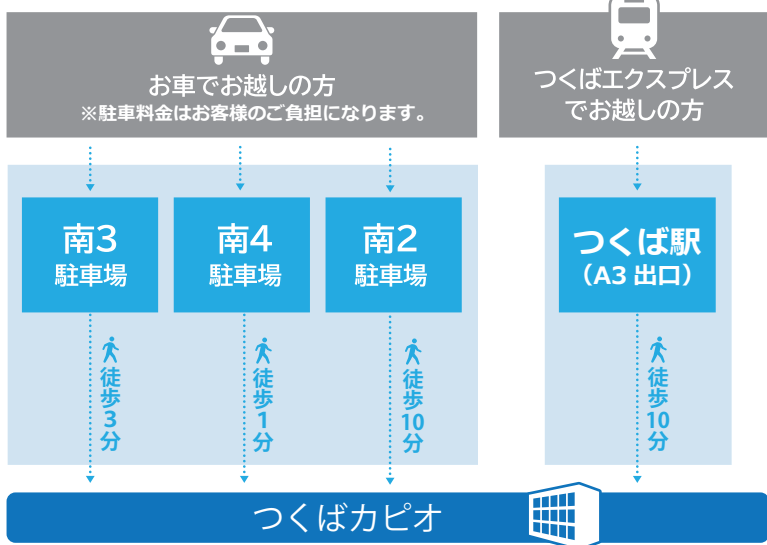 お車でお越しの方
※駐車料金はお客様のご負担になります。
つくばエクスプレス
でお越しの方
南3
駐車場
南4
駐車場
南2
駐車場
つくば駅
（A3 出口）
徒歩3分
徒歩1分
徒歩10分
徒歩10分
つくばカピオ